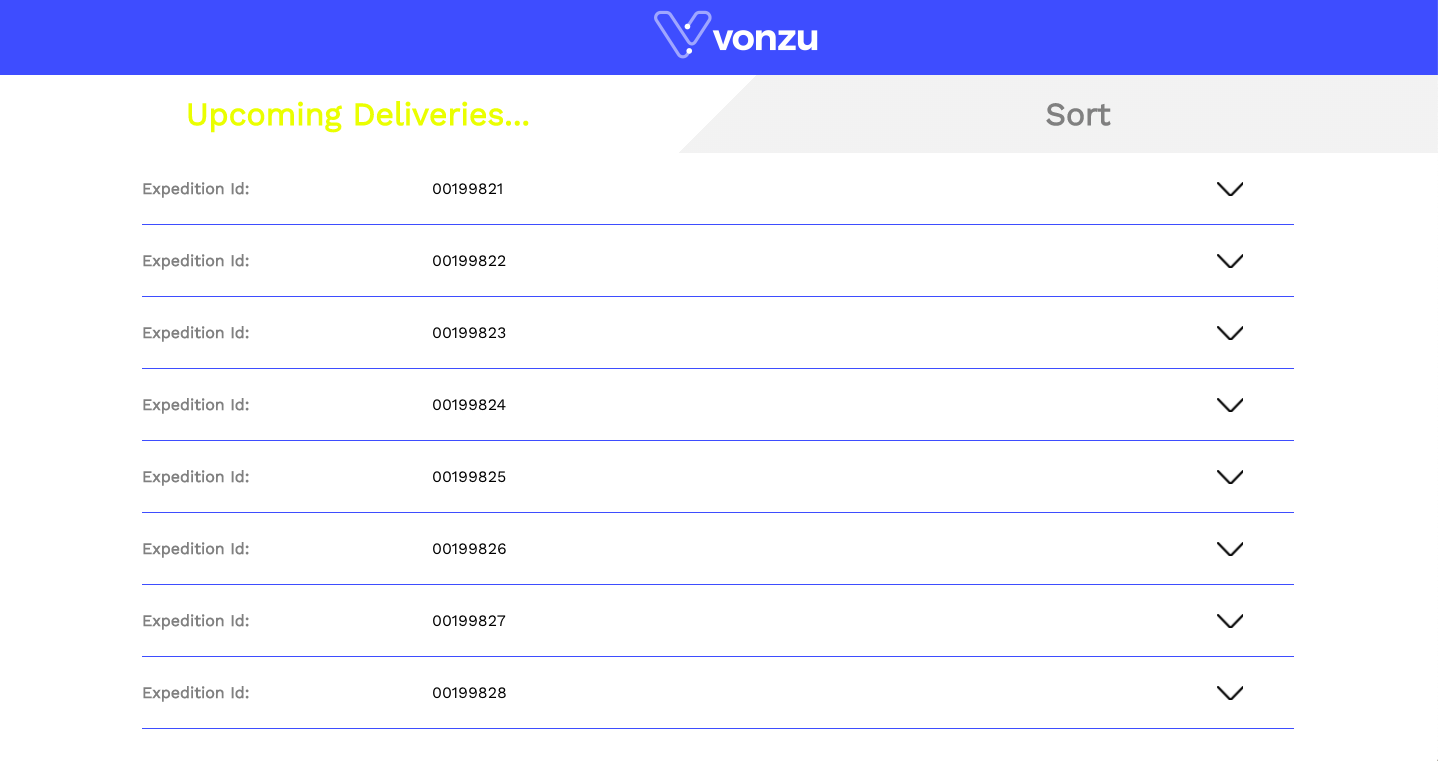 vonzu
Upcoming Deliveries...
Sort
Expedition Id: 00199821
Expedition Id: 00199822
Expedition Id: 00199823
Expedition Id: 00199824
Expedition Id: 00199825
Expedition Id: 00199826
Expedition Id: 00199827
Expedition Id: 00199828